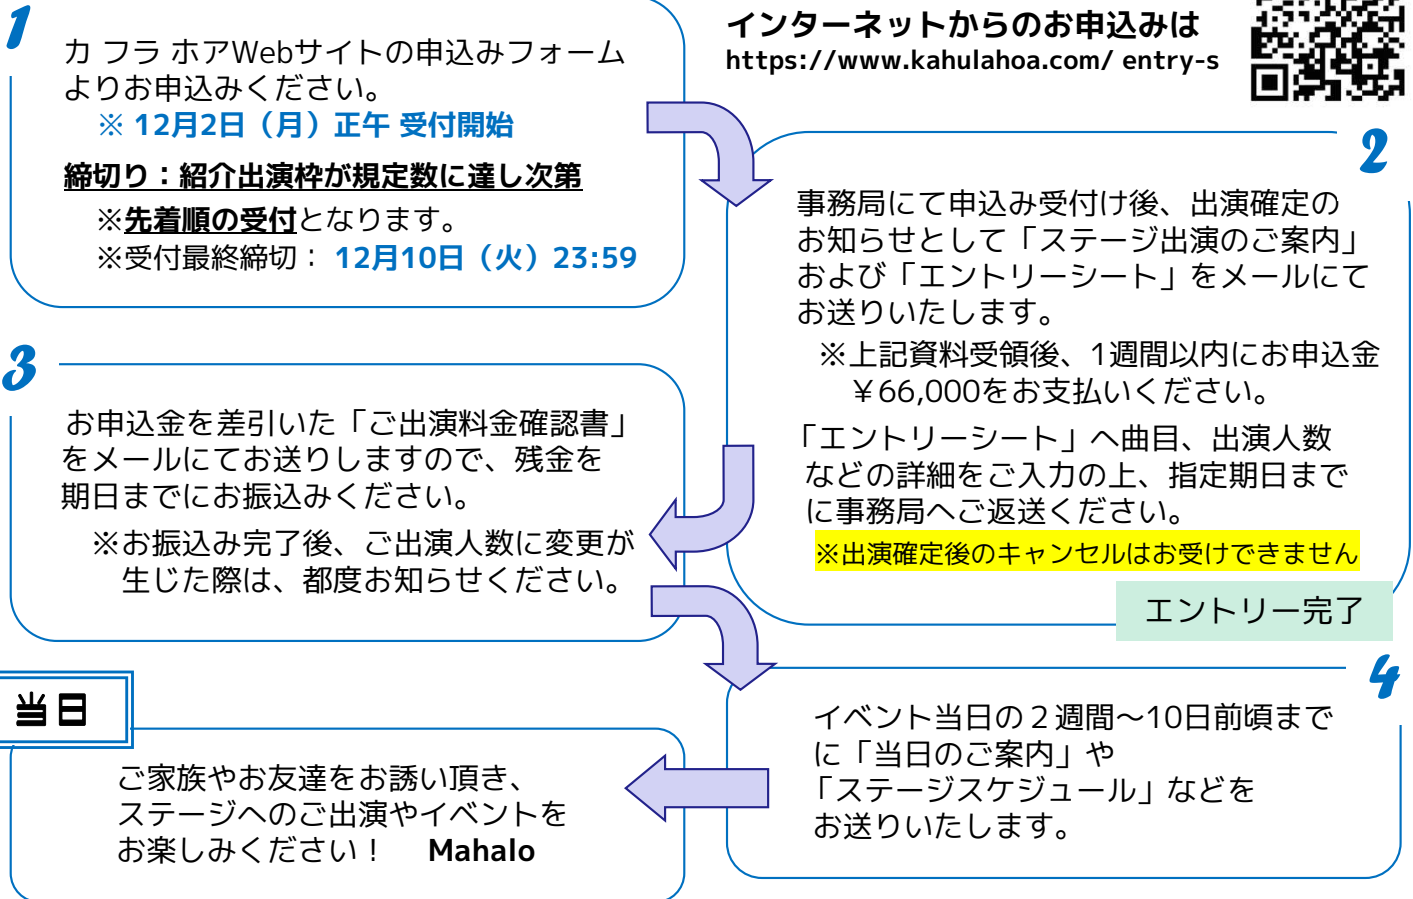 1
カ フラ ホアWebサイトの申込みフォーム
よりお申込みください。
※ 12月2日（月）正午 受付開始
締切り：紹介出演枠が規定数に達し次第
※先着順の受付となります。
※受付最終締切： 12月10日（火）23:59
インターネットからのお申込みは
https://www.kahulahoa.com/ entry-s
2
事務局にて申込み受付け後、出演確定の
お知らせとして「ステージ出演のご案内」
および「エントリーシート」をメールにて
お送りいたします。
※上記資料受領後、1週間以内にお申込金
￥66,000をお支払いください。
「エントリーシート」へ曲目、出演人数
などの詳細をご入力の上、指定期日まで
に事務局へご返送ください。
※出演確定後のキャンセルはお受けできません
エントリー完了
3
お申込金を差引いた「ご出演料金確認書」
をメールにてお送りしますので、残金を
期日までにお振込みください。
※お振込み完了後、ご出演人数に変更が
生じた際は、都度お知らせください。
4
イベント当日の２週間～10日前頃まで
に「当日のご案内」や
「ステージスケジュール」などを
お送りいたします。
当日
ご家族やお友達をお誘い頂き、
ステージへのご出演やイベントを
お楽しみください！ Mahalo